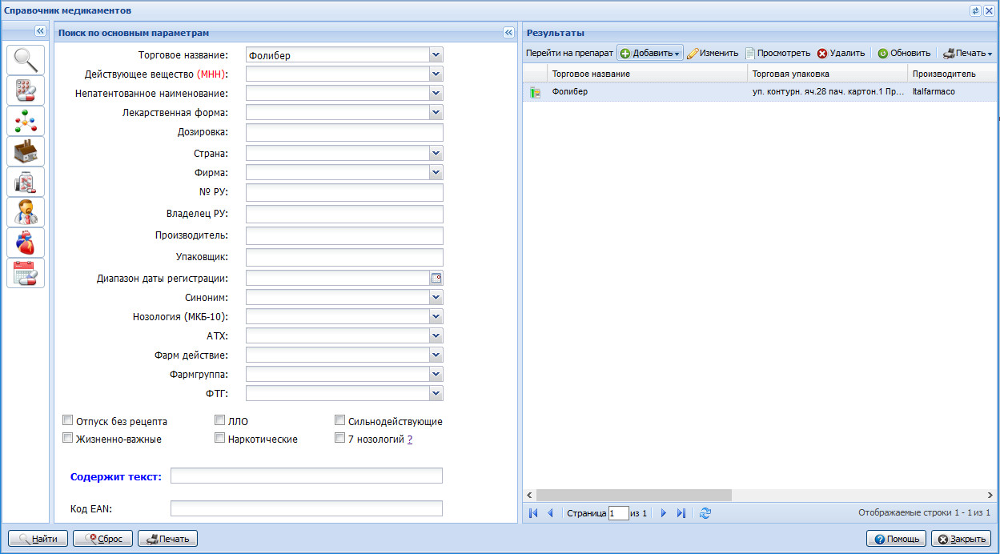 Справочник медикаментов
Поиск по основным параметрам
Торговое название: Фолибер
Действующее вещество (МНН):
Непатентованное наименование:
Лекарственная форма:
Дозировка:
Страна:
Фирма:
№ РУ:
Владелец РУ:
Производитель:
Упаковщик:
Диапазон даты регистрации:
Синоним:
Нозология (МКБ-10):
АТХ:
Фарм действие:
Фармгруппа:
ФТГ:
Отпуск без рецепта ЛЛО Сильнодействующие
Жизненно-важные Наркотические 7 нозологий ?
Содержит текст:
Код EAN:
Результаты
Перейти на препарат Добавить Изменить Просмотреть Удалить Обновить Печать
Торговое название Торговая упаковка Производитель
Фолибер уп. контурн. яч.28 пач. картон.1 Пр... Italfarmaco
Страница 1 из 1 Отображаемые строки 1 - 1 из 1
Найти Сброс Печать Помощь Закрыть